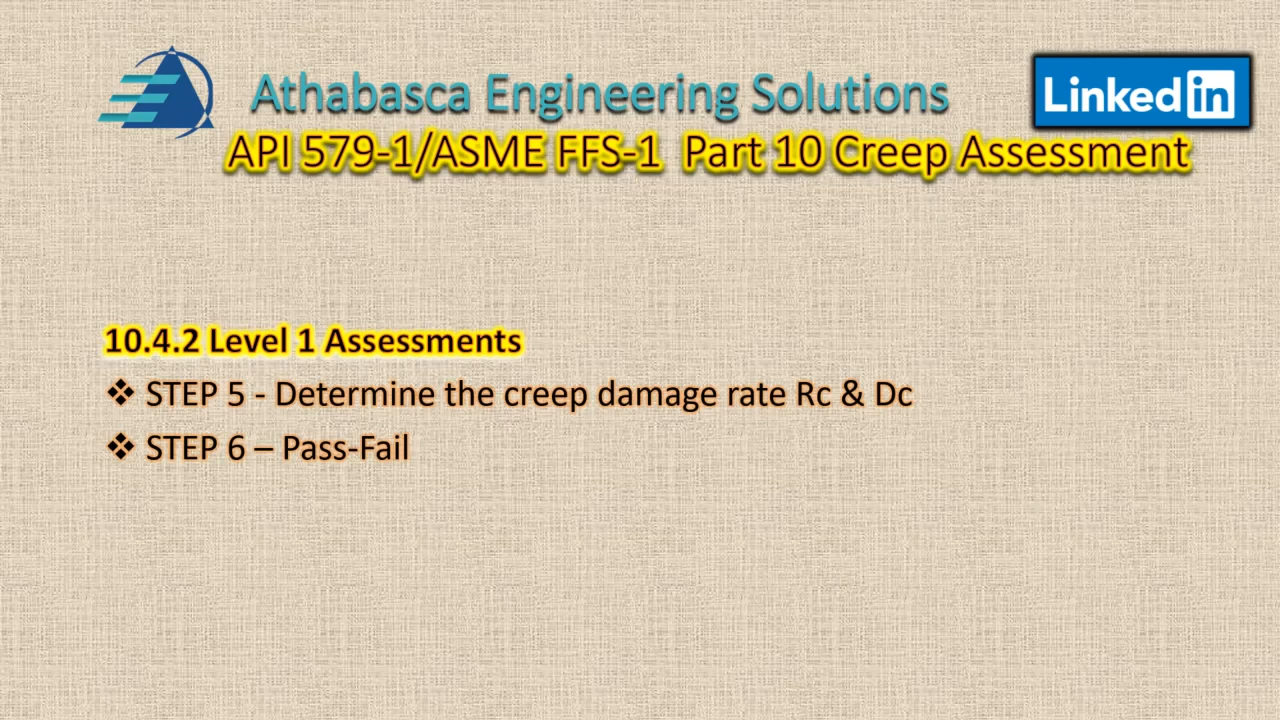 Athabasca Engineering Solutions
LinkedIn
API 579-1/ASME FFS-1 Part 10 Creep Assessment
10.4.2 Level 1 Assessments
❖ STEP 5 - Determine the creep damage rate Rc & Dc
❖ STEP 6 – Pass-Fail